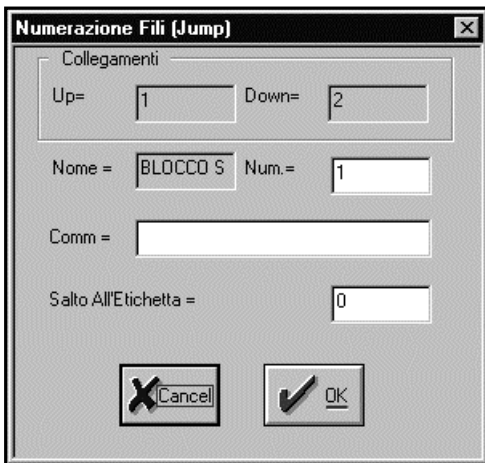 Numerazione Fili (Jump)
Collegamenti
Up= 1 Down= 2
Nome = BLOCCO S Num.= 1
Comm =
Salto All'Etichetta = 0
Cancel OK